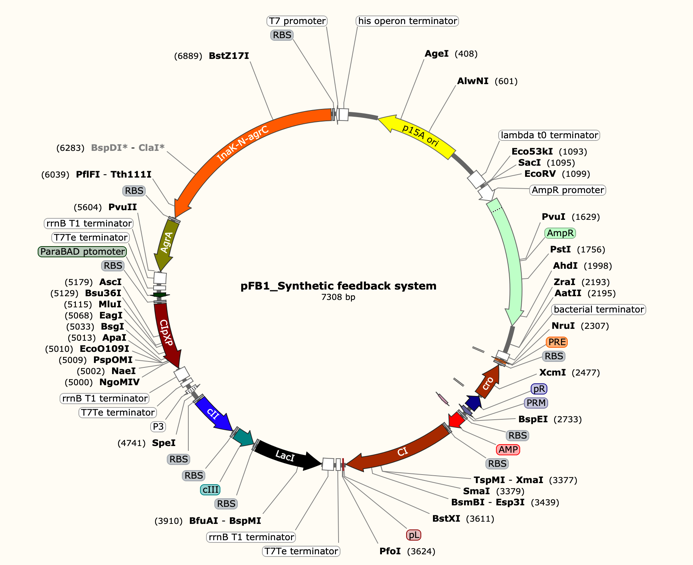 T7 promoter
his operon terminator
RBS
(6889) BstZ17I
AgeI (408)
AlwNI (601)
p15A ori
InaK-N-agrC
(6283) BspDI* - ClaI*
(6039) PflFI - Tth111I
RBS
(5604) PvuII
rrnB T1 terminator
T7Te terminator
ParaBAD ptomoter
RBS
AgrA
(5179) AscI
(5129) Bsu36I
(5115) MluI
(5068) EagI
(5033) BsgI
(5013) ApaI
(5010) EcoO109I
(5009) PspOMI
(5002) NaeI
(5000) NgoMIV
ClpXP
rrnB T1 terminator
T7Te terminator
P3
(4741) SpeI
RBS
RBS
cII
cIII
RBS
LacI
(3910) BfuAI - BspMI
rrnB T1 terminator
T7Te terminator
pFB1_Synthetic feedback system
7308 bp
lambda t0 terminator
Eco53kI (1093)
SacI (1095)
EcoRV (1099)
AmpR promoter
PvuI (1629)
AmpR
PstI (1756)
AhdI (1998)
ZraI (2193)
AatII (2195)
bacterial terminator
NruI (2307)
PRE
RBS
XcmI (2477)
cro
pR
PRM
BspEI (2733)
RBS
AMP
RBS
CI
TspMI - XmaI (3377)
SmaI (3379)
BsmBI - Esp3I (3439)
BstXI (3611)
pL
PfoI (3624)